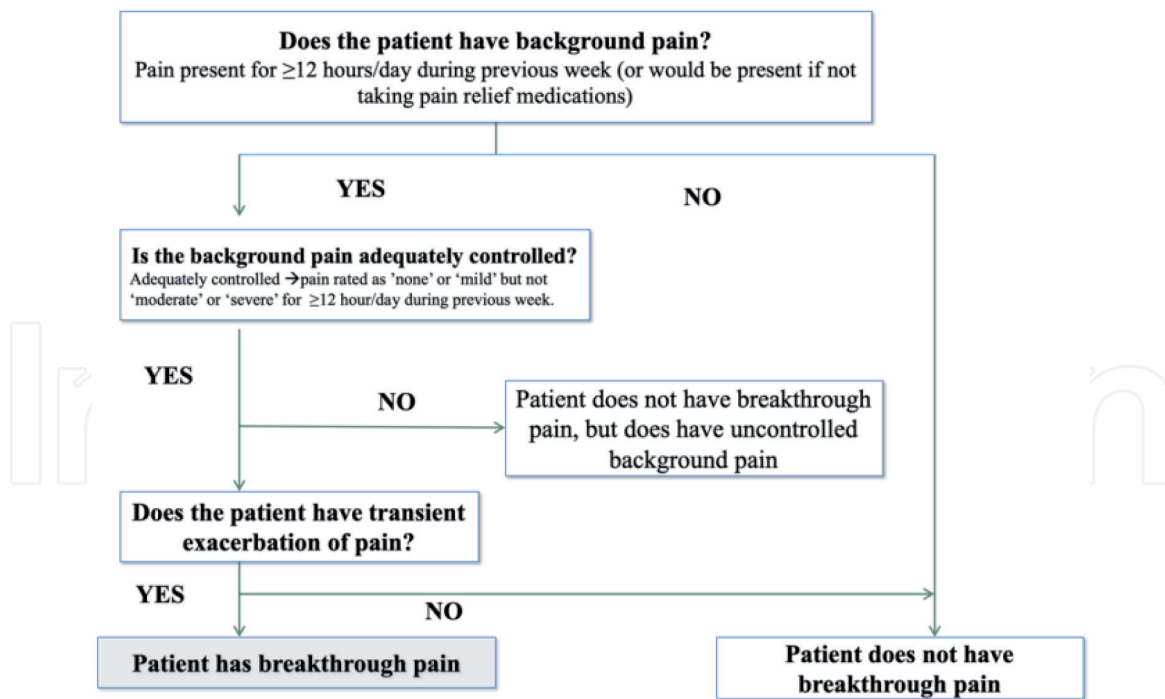 Does the patient have background pain?
Pain present for ≥12 hours/day during previous week (or would be present if not
taking pain relief medications)
YES
NO
Is the background pain adequately controlled?
Adequately controlled →pain rated as 'none' or 'mild' but not
'moderate' or 'severe' for ≥12 hour/day during previous week.
YES
NO
Patient does not have breakthrough
pain, but does have uncontrolled
background pain
Does the patient have transient
exacerbation of pain?
YES
NO
Patient has breakthrough pain
Patient does not have
breakthrough pain